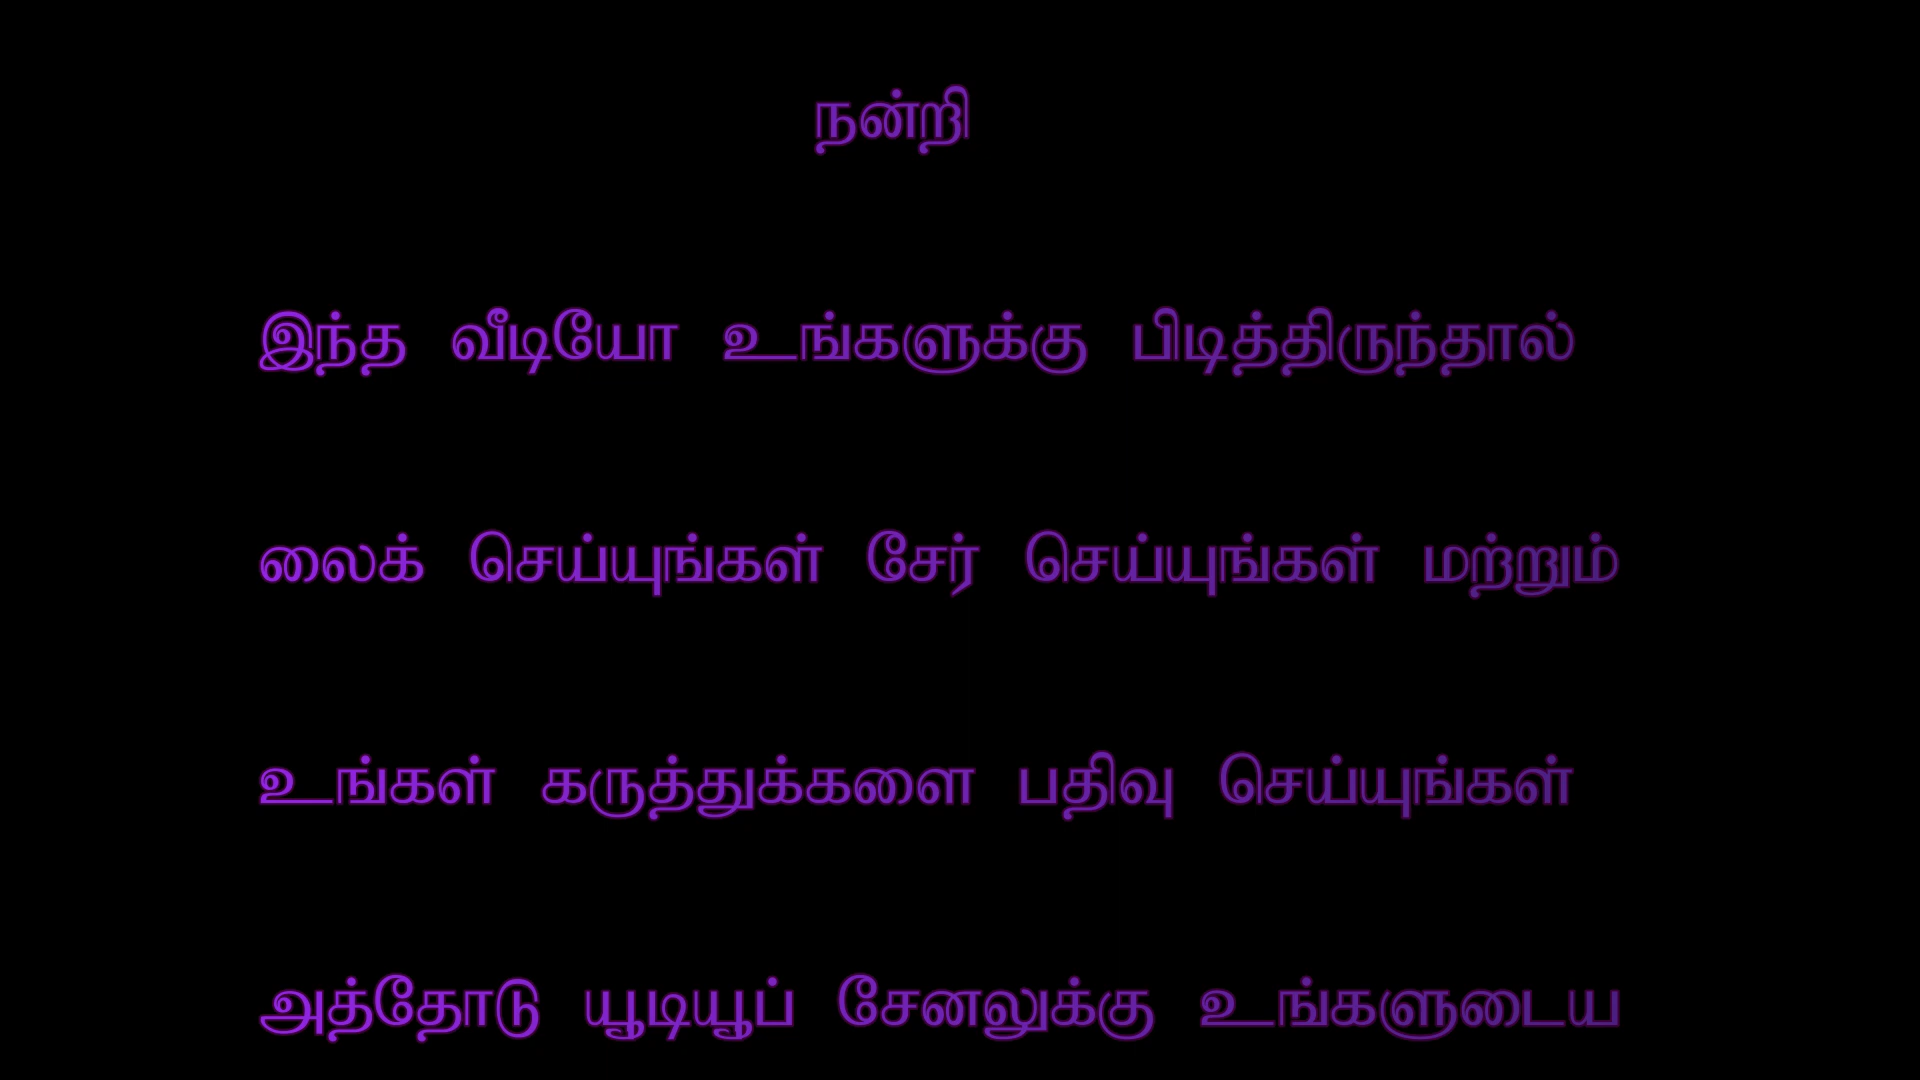 நன்றி
இந்த வீடியோ உங்களுக்கு பிடித்திருந்தால்
லைக் செய்யுங்கள் சேர் செய்யுங்கள் மற்றும்
உங்கள் கருத்துக்களை பதிவு செய்யுங்கள்
அத்தோடு யூடியூப் சேனலுக்கு உங்களுடைய